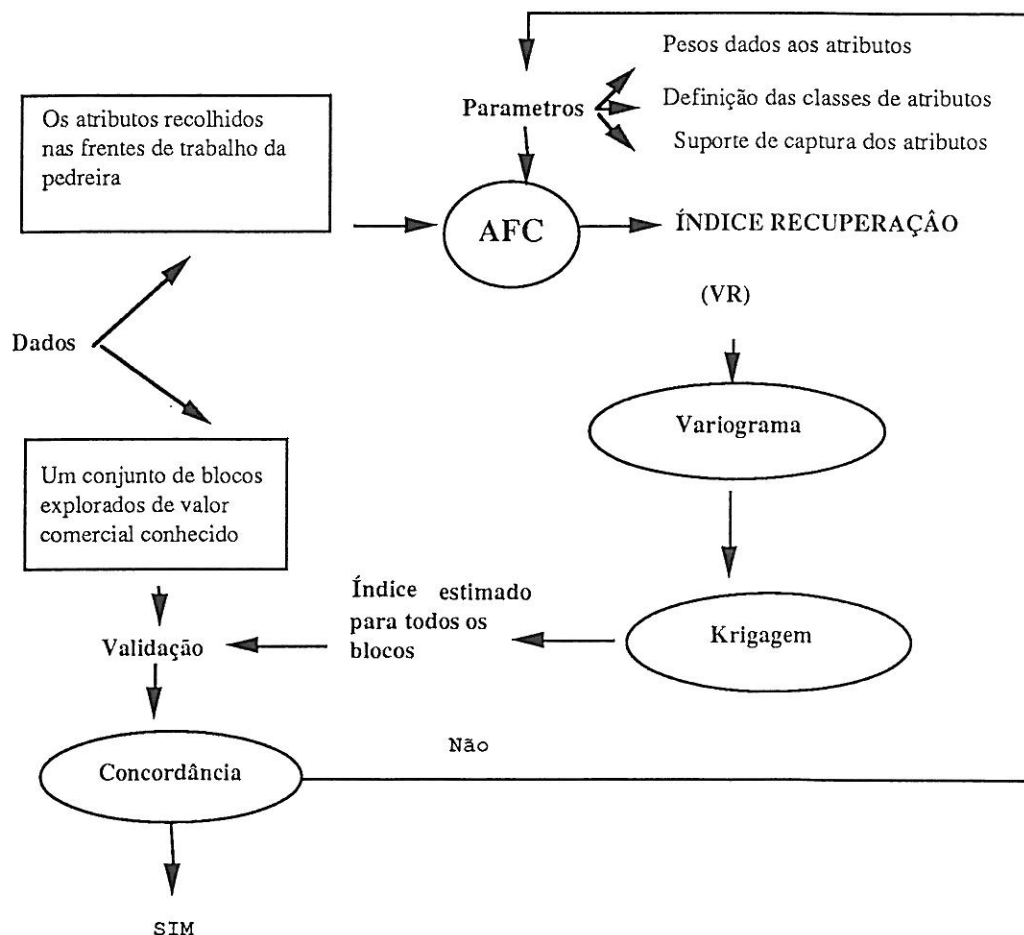 Pesos dados aos atributos
Parametros
Definição das classes de atributos
Suporte de captura dos atributos
Os atributos recolhidos
nas frentes de trabalho da
pedreira
AFC
ÍNDICE RECUPERAÇÂO
(VR)
Dados
Variograma
Um conjunto de blocos
explorados de valor
comercial conhecido
Índice estimado
para todos os
blocos
Krigagem
Validação
Não
Concordância
SIM